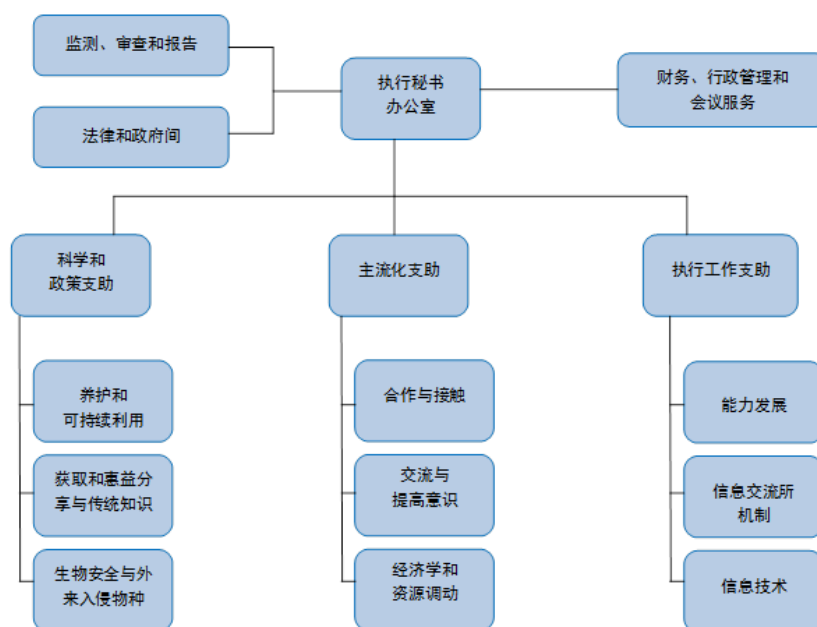 监测、审查和报告
执行秘书
办公室
财务、行政管理和
会议服务
法律和政府间
科学和
政策支助
主流化支助
执行工作支助
养护和
可持续利用
合作与接触
能力发展
获取和惠益分
享与传统知识
交流与
提高意识
信息交流所
机制
生物安全与外
来入侵物种
经济学和
资源调动
信息技术